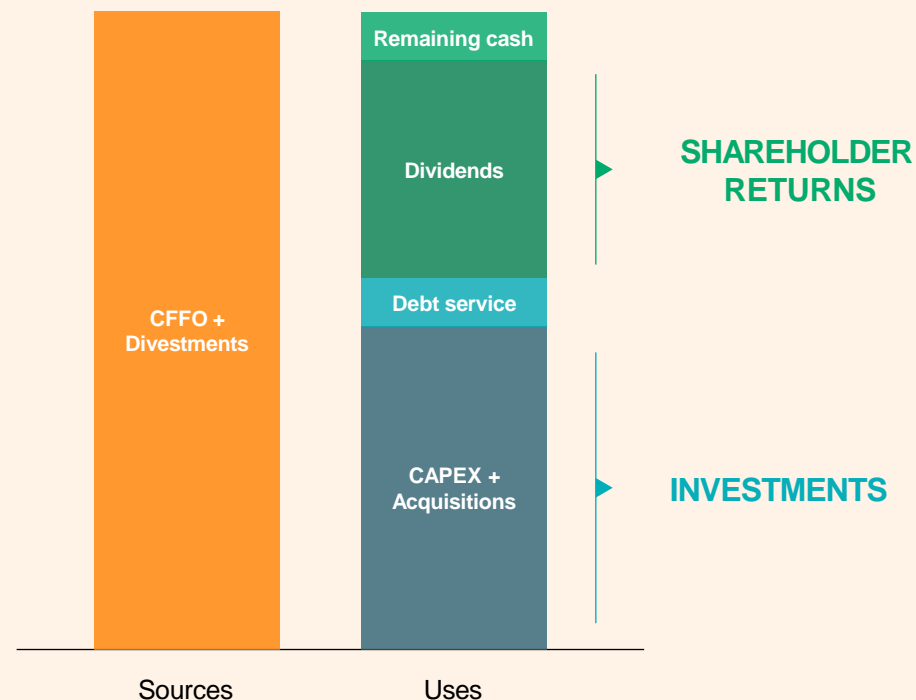 Remaining cash
Dividends
SHAREHOLDER
RETURNS
Debt service
CFFO +
Divestments
CAPEX +
Acquisitions
INVESTMENTS
Sources
Uses